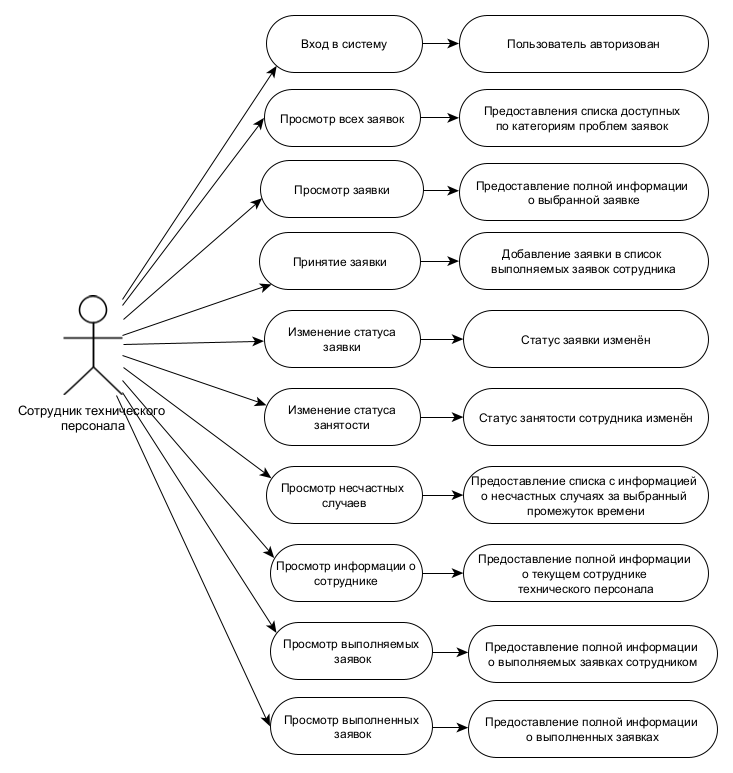 Вход в систему
Пользователь авторизован
Просмотр всех заявок
Предоставления списка доступных
по категориям проблем заявок
Просмотр заявки
Предоставление полной информации
о выбранной заявке
Принятие заявки
Добавление заявки в список
выполняемых заявок сотрудника
Изменение статуса
заявки
Статус заявки изменён
Сотрудник технического
персонала
Изменение статуса
занятости
Статус занятости сотрудника изменён
Просмотр несчастных
случаев
Предоставление списка с информацией
о несчастных случаях за выбранный
промежуток времени
Просмотр информации о
сотруднике
Предоставление полной информации
о текущем сотруднике
технического персонала
Просмотр выполняемых
заявок
Предоставление полной информации
о выполняемых заявках сотрудником
Просмотр выполненных
заявок
Предоставление полной информации
о выполненных заявках